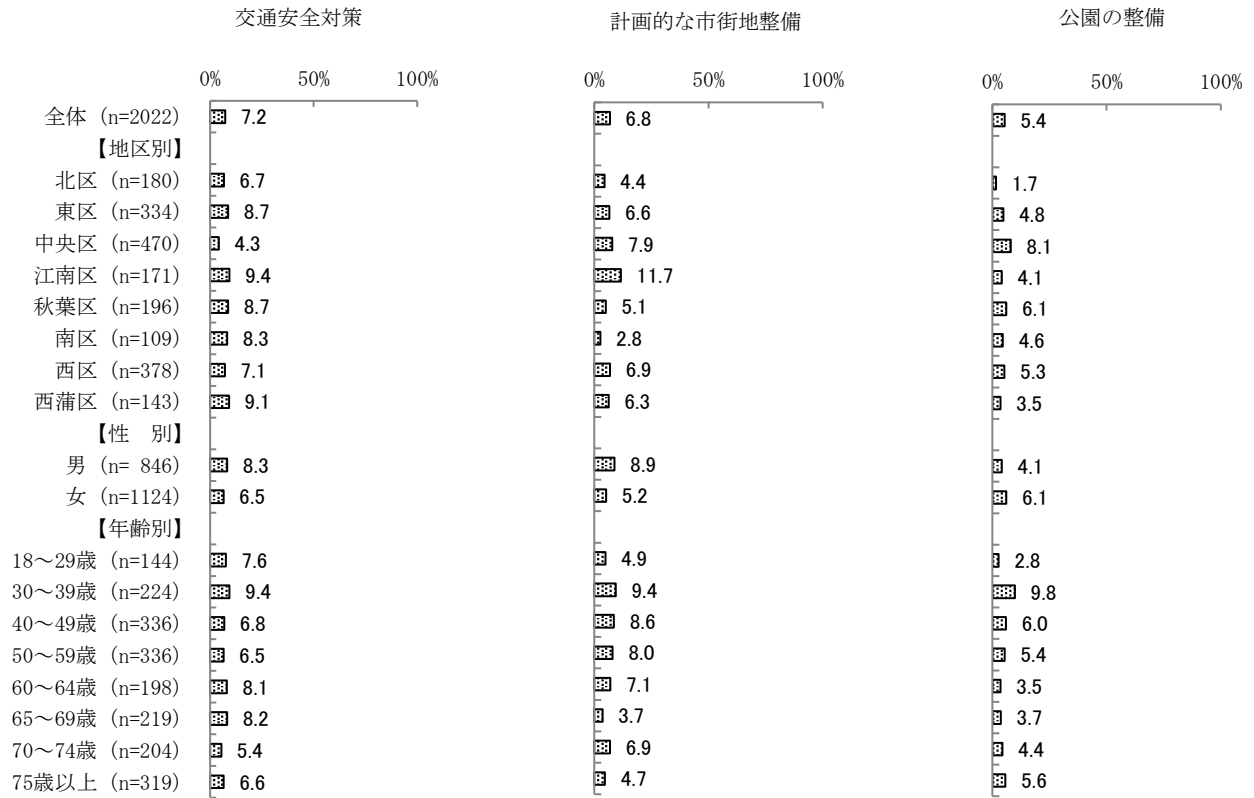 交通安全対策 計画的な市街地整備 公園の整備
0% 50% 100% 0% 50% 100% 0% 50% 100%
全体 (n=2022) 7.2 6.8 5.4
【地区別】
北区 (n=180) 6.7 4.4 1.7
東区 (n=334) 8.7 6.6 4.8
中央区 (n=470) 4.3 7.9 8.1
江南区 (n=171) 9.4 11.7 4.1
秋葉区 (n=196) 8.7 5.1 6.1
南区 (n=109) 8.3 2.8 4.6
西区 (n=378) 7.1 6.9 5.3
西蒲区 (n=143) 9.1 6.3 3.5
【性　別】
男 (n= 846) 8.3 8.9 4.1
女 (n=1124) 6.5 5.2 6.1
【年齢別】
18～29歳 (n=144) 7.6 4.9 2.8
30～39歳 (n=224) 9.4 9.4 9.8
40～49歳 (n=336) 6.8 8.6 6.0
50～59歳 (n=336) 6.5 8.0 5.4
60～64歳 (n=198) 8.1 7.1 3.5
65～69歳 (n=219) 8.2 3.7 3.7
70～74歳 (n=204) 5.4 6.9 4.4
75歳以上 (n=319) 6.6 4.7 5.6